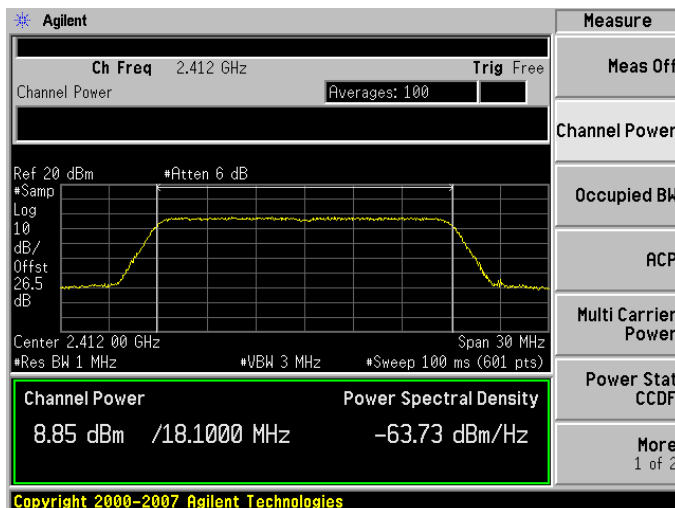 Agilent
Measure
Ch Freq 2.412 GHz Trig Free
Channel Power Averages: 100
Ref 20 dBm #Atten 6 dB
#Samp
Log
10
dB/
Offst
26.5
dB
Center 2.412 00 GHz Span 30 MHz
#Res BW 1 MHz #VBW 3 MHz #Sweep 100 ms (601 pts)
Channel Power Power Spectral Density
8.85 dBm /18.1000 MHz -63.73 dBm/Hz
Copyright 2000-2007 Agilent Technologies
Meas Off
Channel Power
Occupied BW
ACP
Multi Carrier
Power
Power Stat
CCDF
More
1 of 2